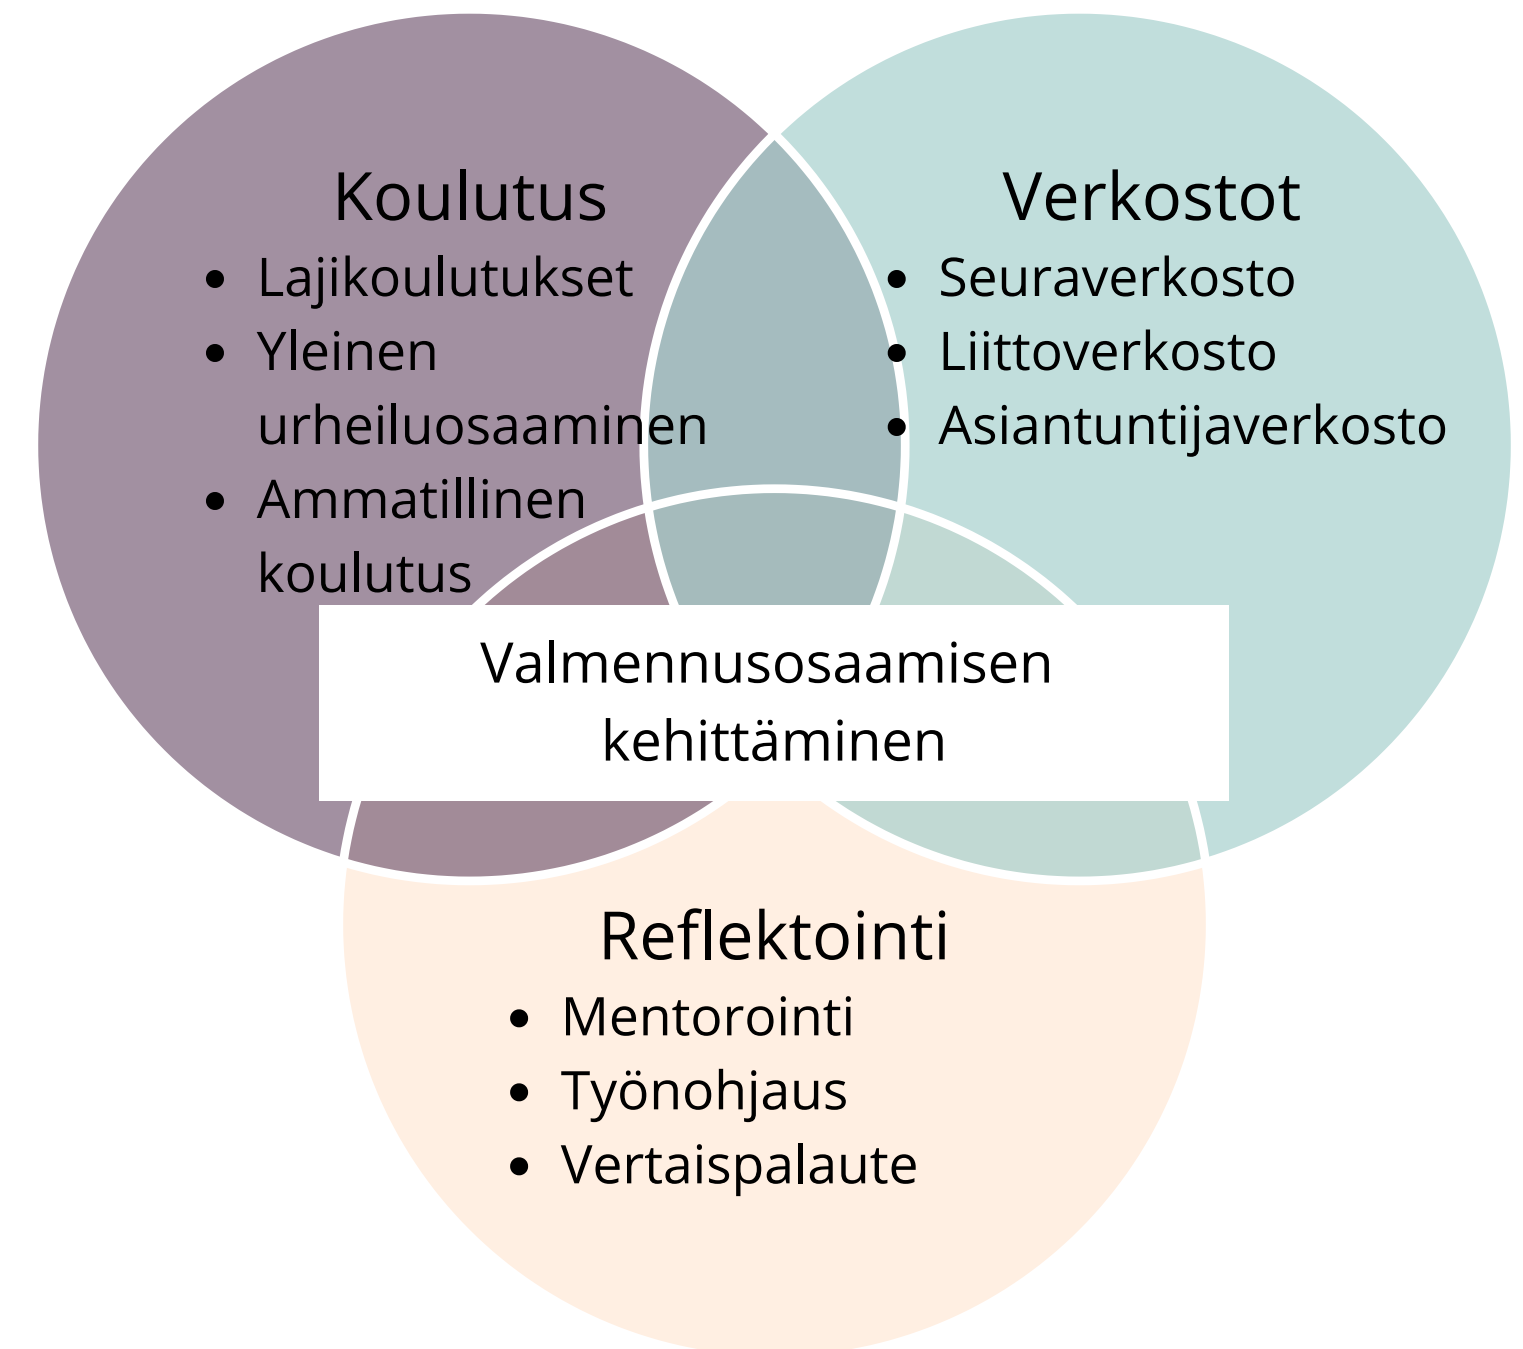 Koulutus
• Lajikoulutukset
• Yleinen
urheiluosaaminen
• Ammatillinen
koulutus
Verkostot
• Seuraverkosto
• Liittoverkosto
• Asiantuntijaverkosto
Valmennusosaamisen
kehittäminen
Reflektointi
• Mentorointi
• Työnohjaus
• Vertaispalaute